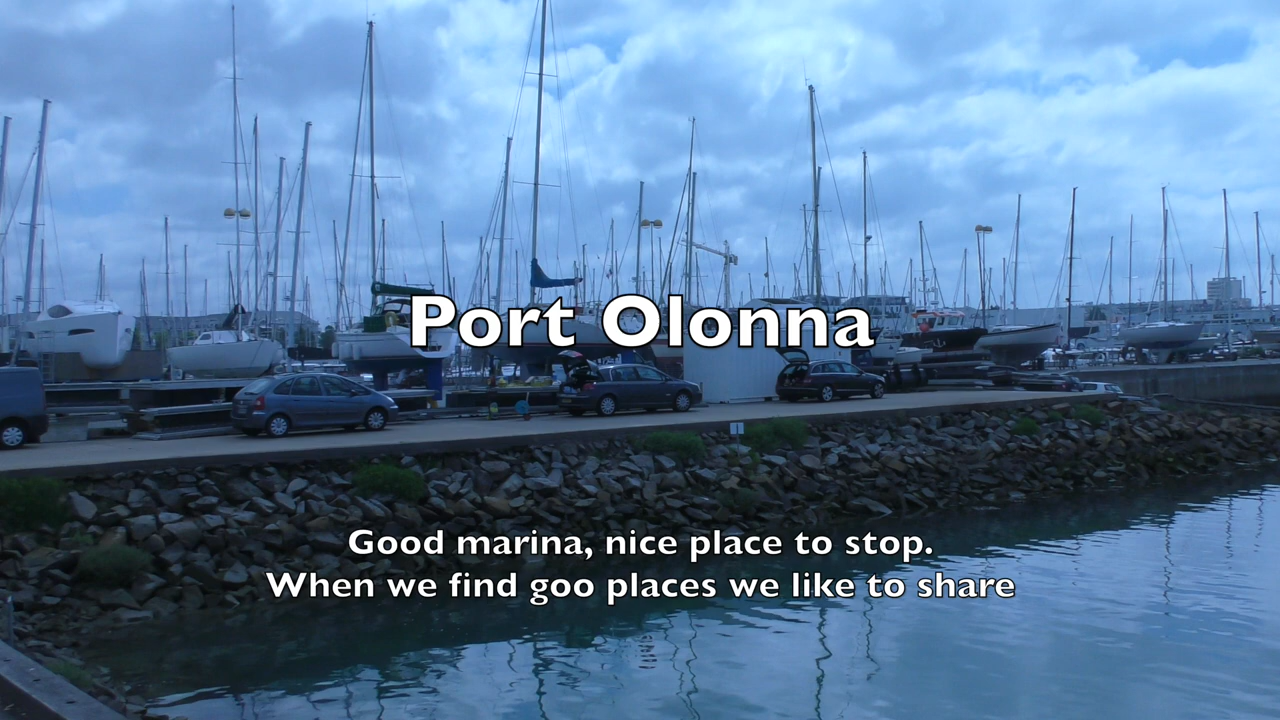 Port Olonna
Good marina, nice place to stop.
When we find goo places we like to share